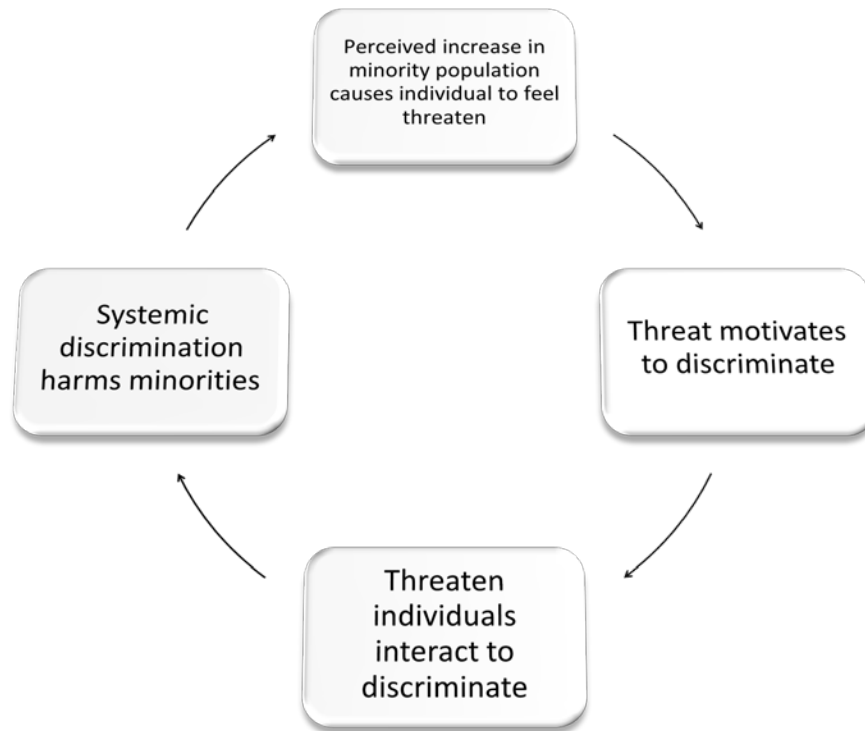 Perceived increase in
minority population
causes individual to feel
threaten
Threat motivates
to discriminate
Threaten
individuals
interact to
discriminate
Systemic
discrimination
harms minorities